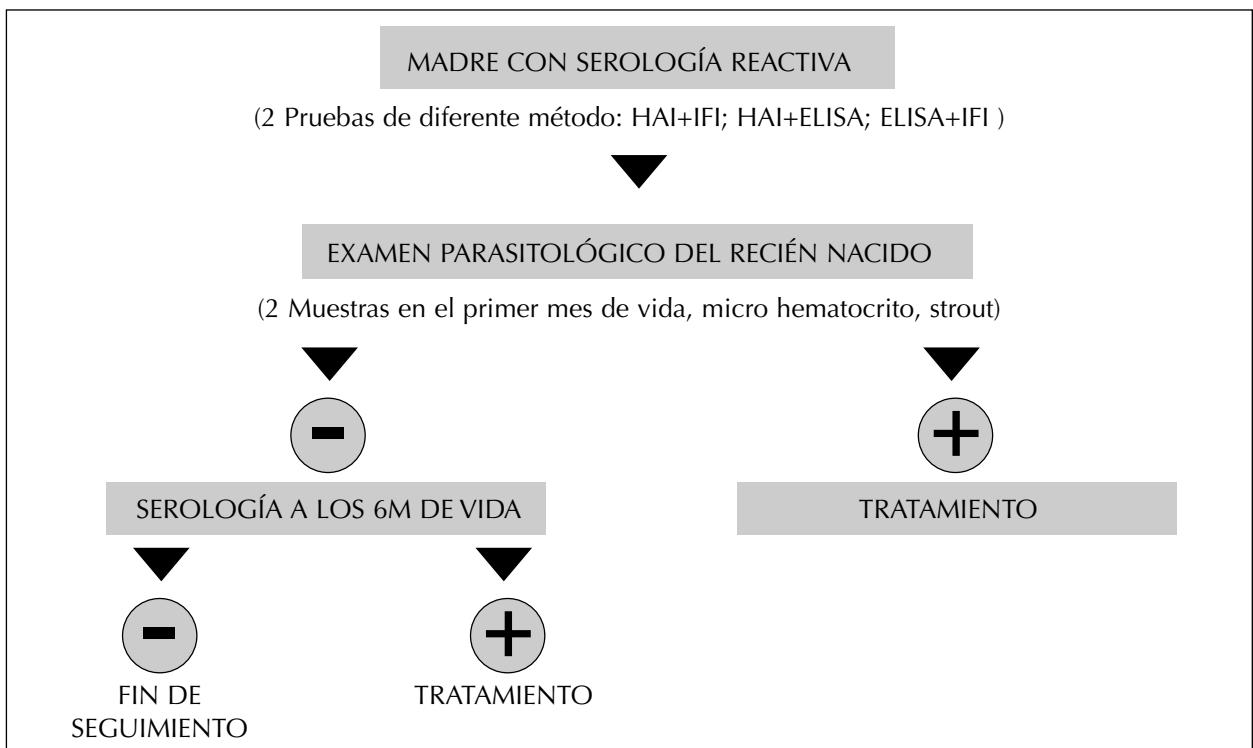 MADRE CON SEROLOGÍA REACTIVA
(2 Pruebas de diferente método: HAI+IFI; HAI+ELISA; ELISA+IFI )
EXAMEN PARASITOLÓGICO DEL RECIÉN NACIDO
(2 Muestras en el primer mes de vida, micro hematocrito, strout)
- +
SEROLOGÍA A LOS 6M DE VIDA TRATAMIENTO
- +
FIN DE TRATAMIENTO
SEGUIMIENTO